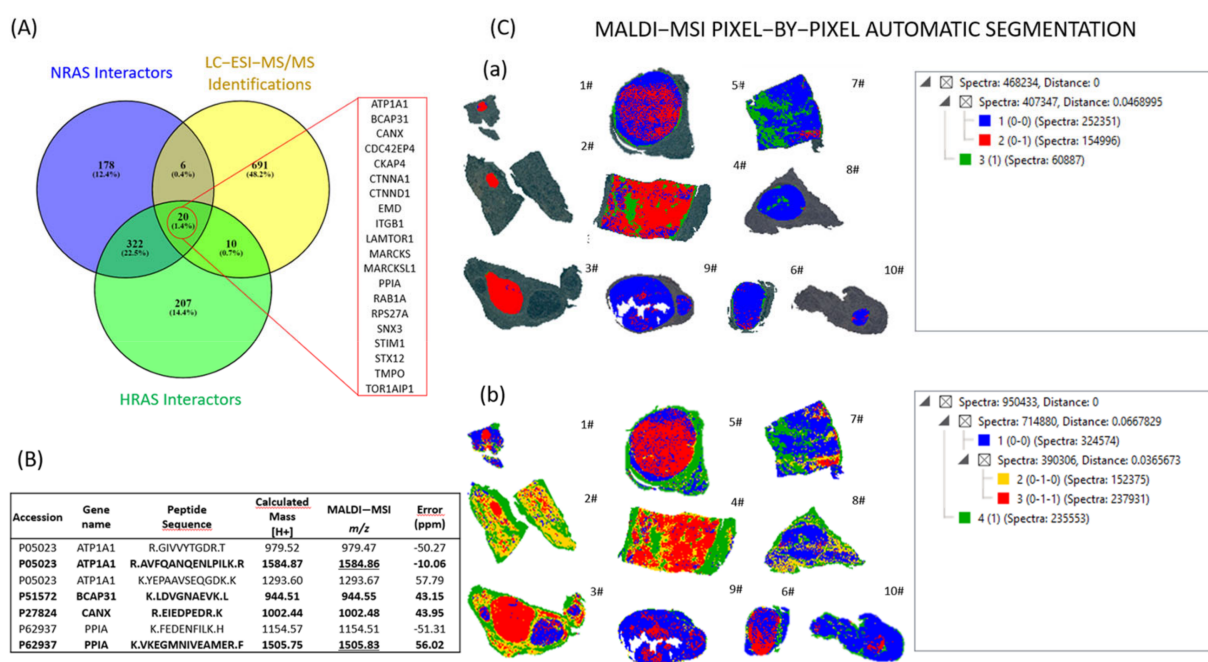 (A)
NRAS Interactors
LC–ESI–MS/MS
Identifications
178
(12.4%)
6
(0.4%)
691
(48.2%)
20
(1.4%)
322
(22.5%)
10
(0.7%)
207
(14.4%)
HRAS Interactors
ATP1A1
BCAP31
CANX
CDC42EP4
CKAP4
CTNNA1
CTNND1
EMD
ITGB1
LAMTOR1
MARCKS
MARCKSL1
PPIA
RAB1A
RPS27A
SNX3
STIM1
STX12
TMPO
TOR1AIP1
(B)
Accession Gene name Peptide Sequence Calculated Mass [H+] MALDI–MSI m/z Error (ppm)
P05023 ATP1A1 R.GIVVYTGDR.T 979.52 979.47 -50.27
P05023 ATP1A1 R.AVFQANQENLPILK.R 1584.87 1584.86 -10.06
P05023 ATP1A1 K.YEPAAVSEQGDK.K 1293.60 1293.67 57.79
P51572 BCAP31 K.LDVGNAEVK.L 944.51 944.55 43.15
P27824 CANX R.EIEDPEDR.K 1002.44 1002.48 43.95
P62937 PPIA K.FEDENFILK.H 1154.57 1154.51 -51.31
P62937 PPIA K.VKEGMNIVEAMER.F 1505.75 1505.83 56.02
(C)
MALDI–MSI PIXEL–BY–PIXEL AUTOMATIC SEGMENTATION
(a)
1#
5#
7#
2#
4#
8#
3#
9#
6#
10#
Spectra: 468234, Distance: 0
Spectra: 407347, Distance: 0.0468995
1 (0-0) (Spectra: 252351)
2 (0-1) (Spectra: 154996)
3 (1) (Spectra: 60887)
(b)
1#
5#
7#
2#
4#
8#
3#
9#
6#
10#
Spectra: 950433, Distance: 0
Spectra: 714880, Distance: 0.0667829
1 (0-0) (Spectra: 324574)
Spectra: 390306, Distance: 0.0365673
2 (0-1-0) (Spectra: 152375)
3 (0-1-1) (Spectra: 237931)
4 (1) (Spectra: 235553)